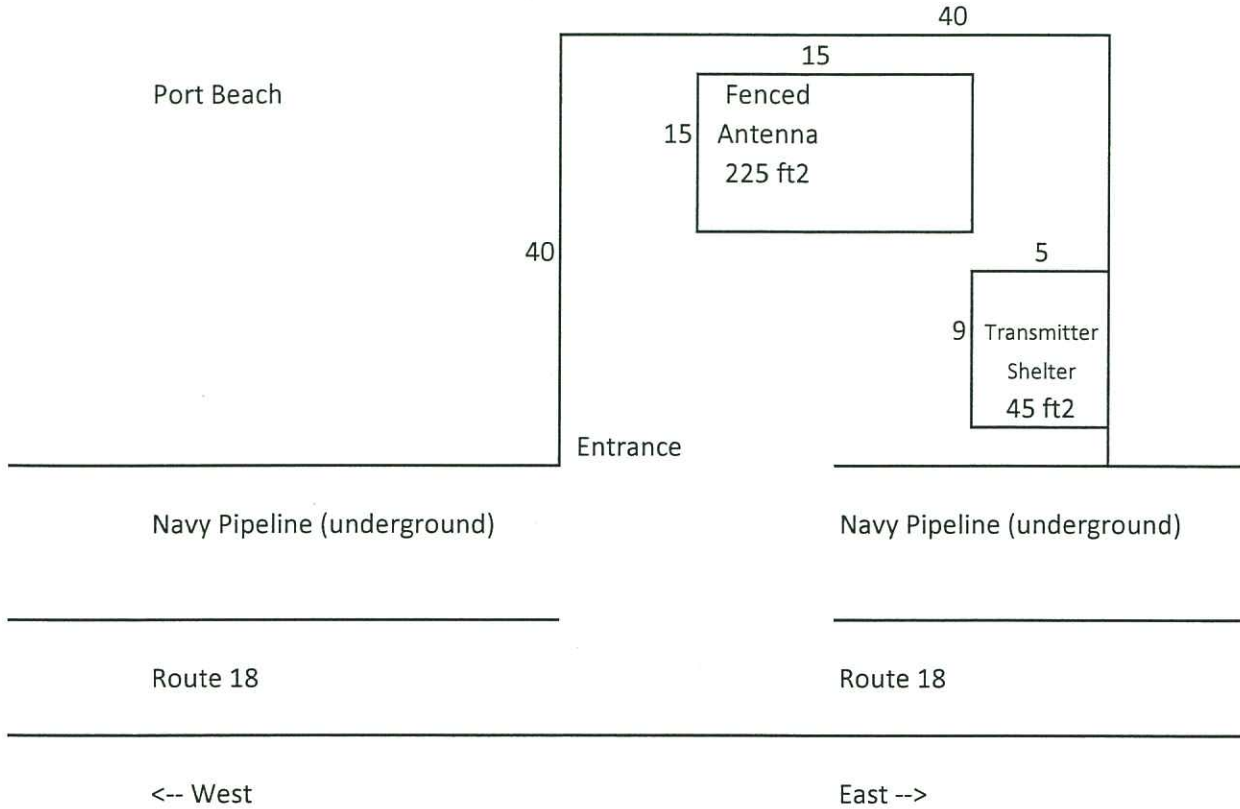 40
15
Port Beach
Fenced
15 Antenna
225 ft2
40
5
9 Transmitter
Shelter
45 ft2
Entrance
Navy Pipeline (underground) Navy Pipeline (underground)
Route 18 Route 18
<-- West East -->